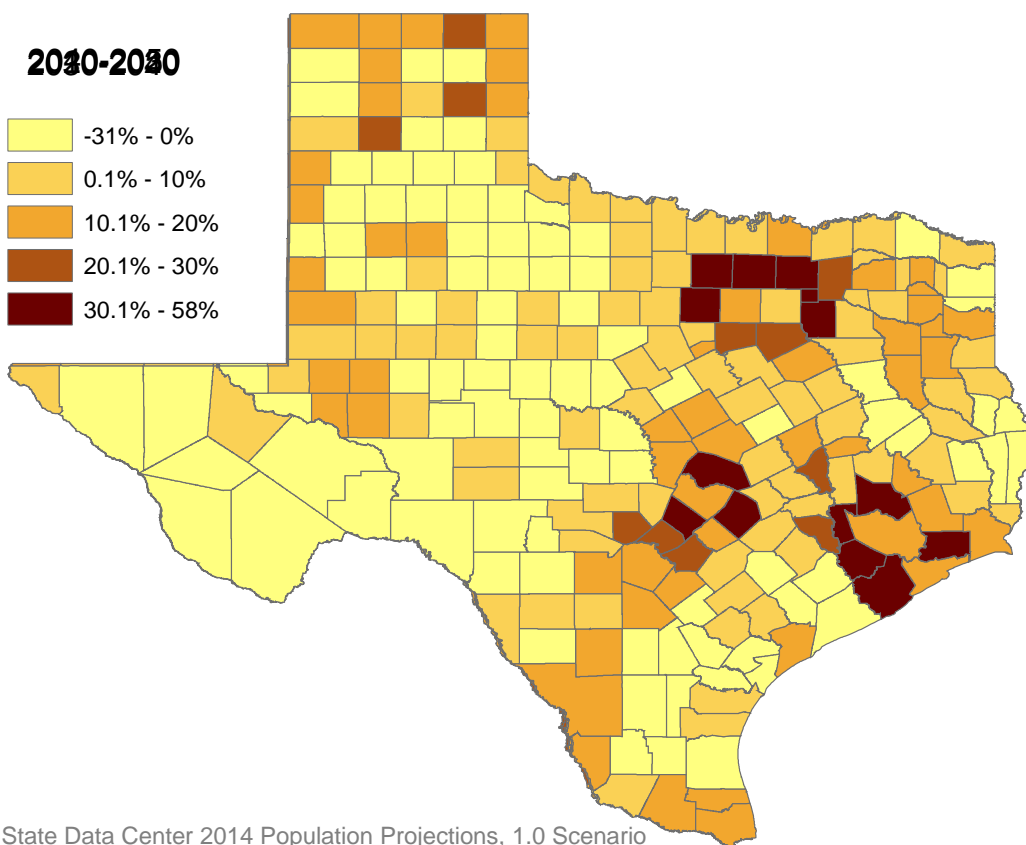 -31% - 0%
0.1% - 10%
10.1% - 20%
20.1% - 30%
30.1% - 58%
State Data Center 2014 Population Projections, 1.0 Scenario